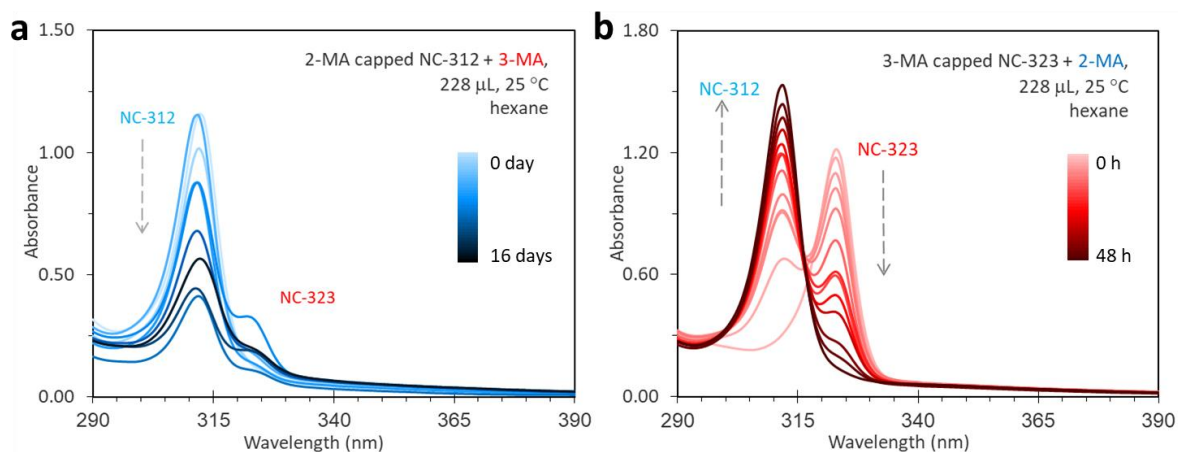 a
1.50
1.00
0.50
0.00
Absorbance
2-MA capped NC-312 + 3-MA,
228 µL, 25 °C
hexane
NC-312
0 day
16 days
NC-323
290
315
340
365
390
Wavelength (nm)
b
1.80
1.20
0.60
0.00
Absorbance
3-MA capped NC-323 + 2-MA,
228 µL, 25 °C
hexane
NC-312
NC-323
0 h
48 h
290
315
340
365
390
Wavelength (nm)